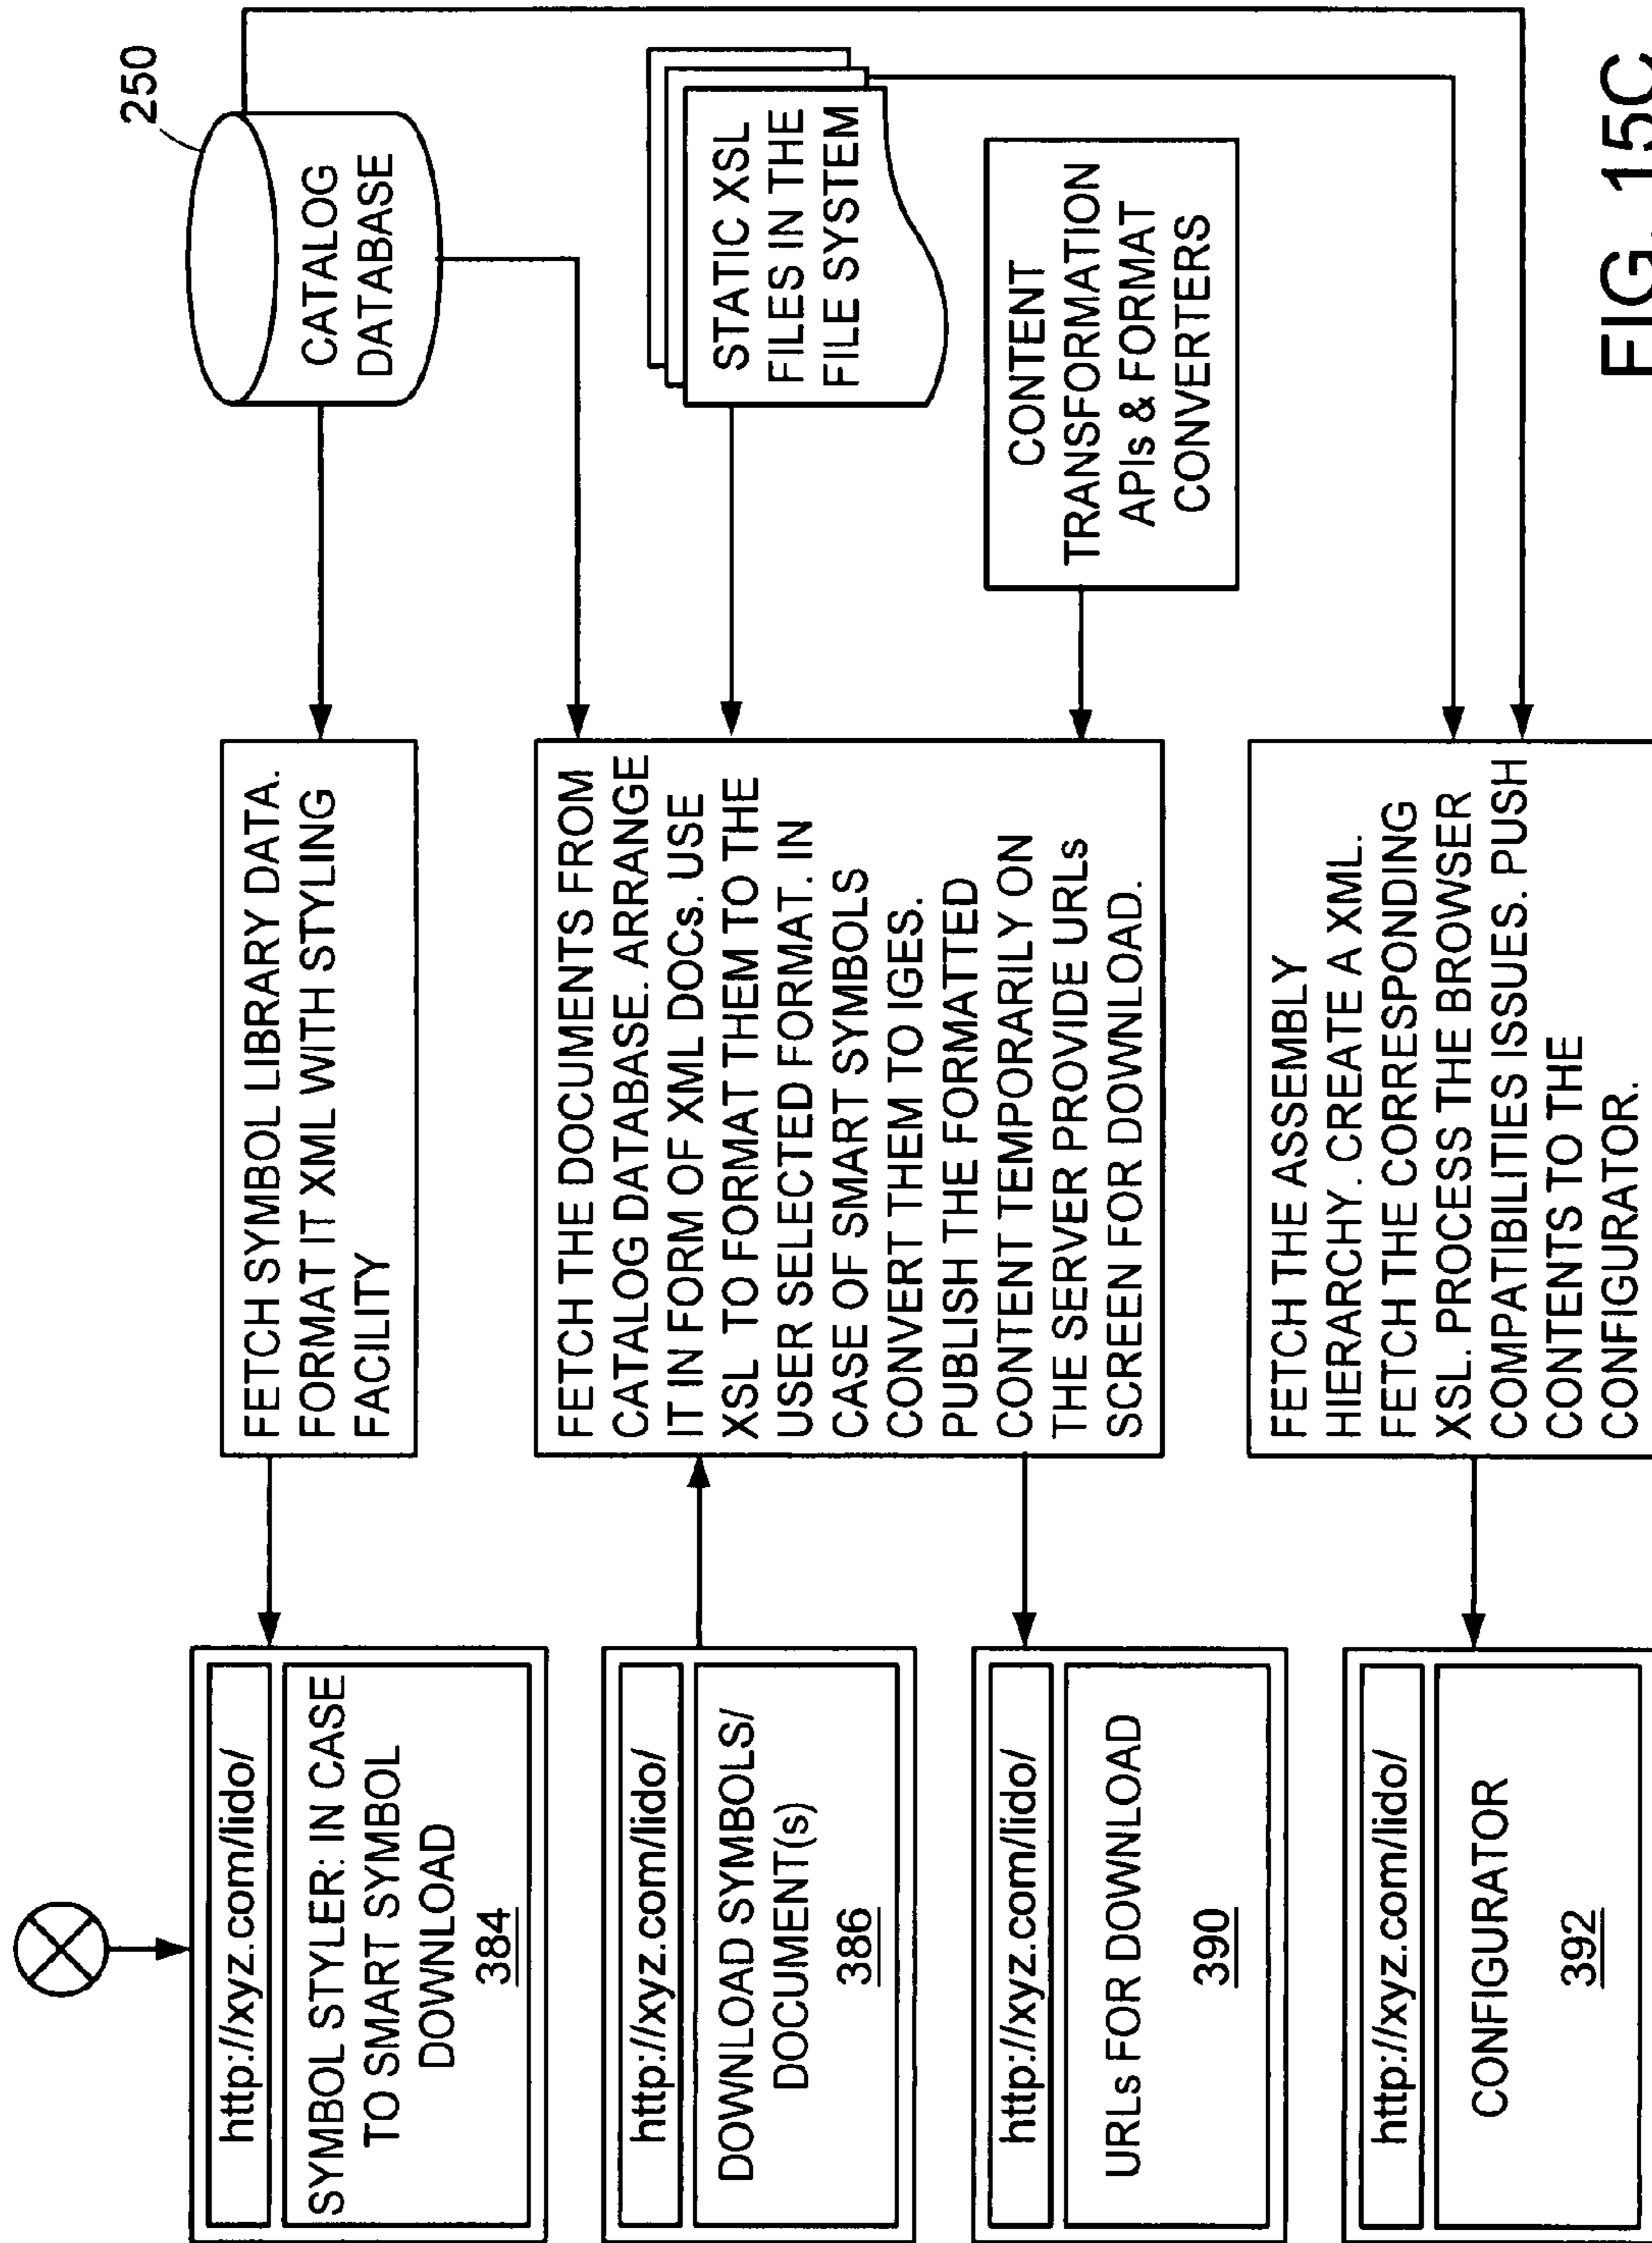 http://xyz.com/lido/
SYMBOL STYLER: IN CASE
TO SMART SYMBOL
DOWNLOAD
384
http://xyz.com/lido/
DOWNLOAD SYMBOLS/
DOCUMENT(s)
386
http://xyz.com/lido/
URLs FOR DOWNLOAD
390
http://xyz.com/lido/
CONFIGURATOR
392
FETCH SYMBOL LIBRARY DATA.
FORMAT IT XML WITH STYLING
FACILITY
FETCH THE DOCUMENTS FROM
CATALOG DATABASE. ARRANGE
IT IN FORM OF XML DOCs. USE
XSL TO FORMAT THEM TO THE
USER SELECTED FORMAT. IN
CASE OF SMART SYMBOLS
CONVERT THEM TO IGES.
PUBLISH THE FORMATTED
CONTENT TEMPORARILY ON
THE SERVER PROVIDE URLs
SCREEN FOR DOWNLOAD.
FETCH THE ASSEMBLY
HIERARCHY. CREATE A XML.
FETCH THE CORRESPONDING
XSL. PROCESS THE BROWSER
COMPATIBILITIES ISSUES. PUSH
CONTENTS TO THE
CONFIGURATOR.
250
CATALOG
DATABASE
STATIC XSL
FILES IN THE
FILE SYSTEM
CONTENT
TRANSFORMATION
APIs & FORMAT
CONVERTERS
FIG. 15C